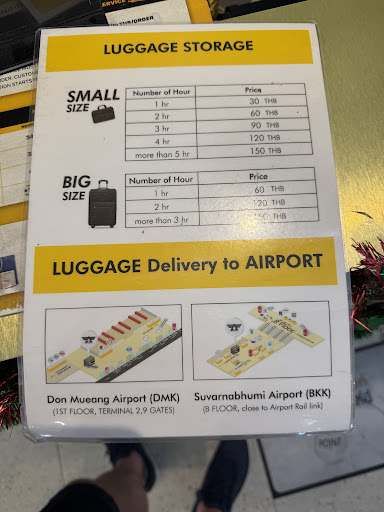 LUGGAGE STORAGE
SMALL SIZE
Number of Hour Price
1 hr 30 THB
2 hr 60 THB
3 hr 90 THB
4 hr 120 THB
more than 5 hr 150 THB
BIG SIZE
Number of Hour Price
1 hr 60 THB
2 hr 120 THB
more than 3 hr THB
LUGGAGE Delivery to AIRPORT
Don Mueang Airport (DMK)
(1ST FLOOR, TERMINAL 2,9 GATES)
Suvarnabhumi Airport (BKK)
(B FLOOR, close to Airport Rail link)
POINT